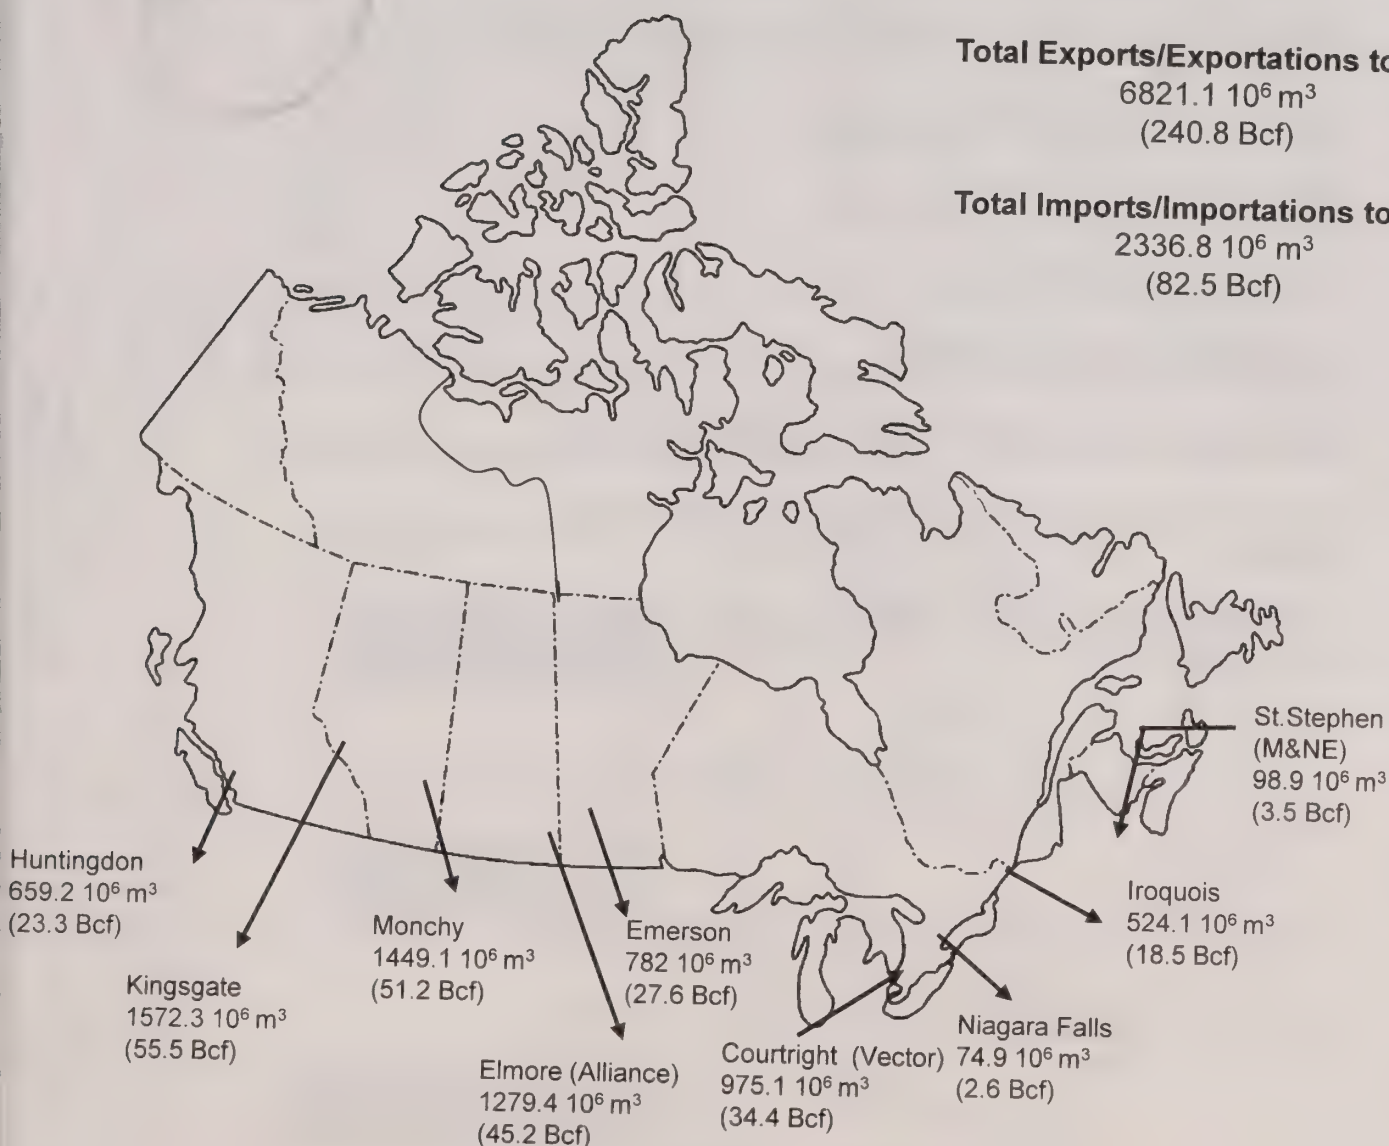 Total Exports/Exportations
6821.1 10⁶ m³
(240.8 Bcf)
Total Imports/Importations
2336.8 10⁶ m³
(82.5 Bcf)
St.Stephen
(M&NE)
98.9 10⁶ m³
(3.5 Bcf)
Huntingdon
659.2 10⁶ m³
(23.3 Bcf)
Iroquois
524.1 10⁶ m³
(18.5 Bcf)
Monchy
1449.1 10⁶ m³
(51.2 Bcf)
Emerson
782 10⁶ m³
(27.6 Bcf)
Kingsgate
1572.3 10⁶ m³
(55.5 Bcf)
Niagara Falls
74.9 10⁶ m³
(2.6 Bcf)
Courtright (Vector)
975.1 10⁶ m³
(34.4 Bcf)
Elmore (Alliance)
1279.4 10⁶ m³
(45.2 Bcf)